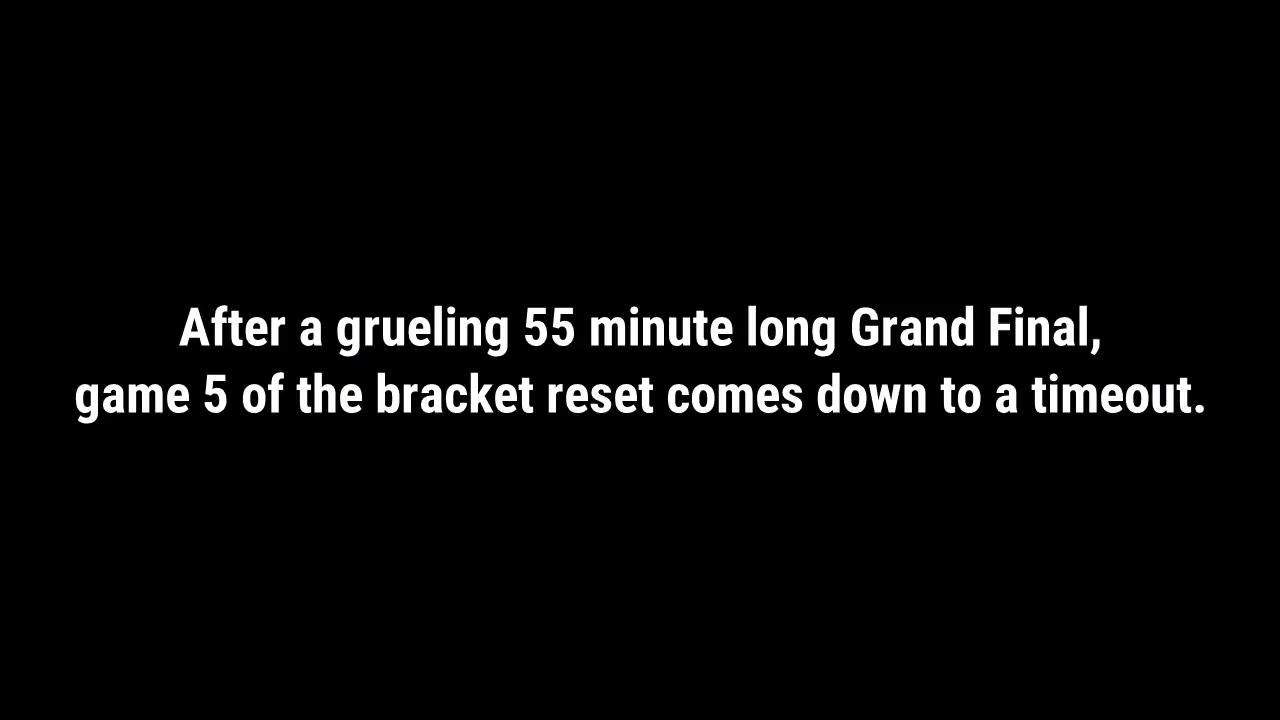 After a grueling 55 minute long Grand Final,
game 5 of the bracket reset comes down to a timeout.